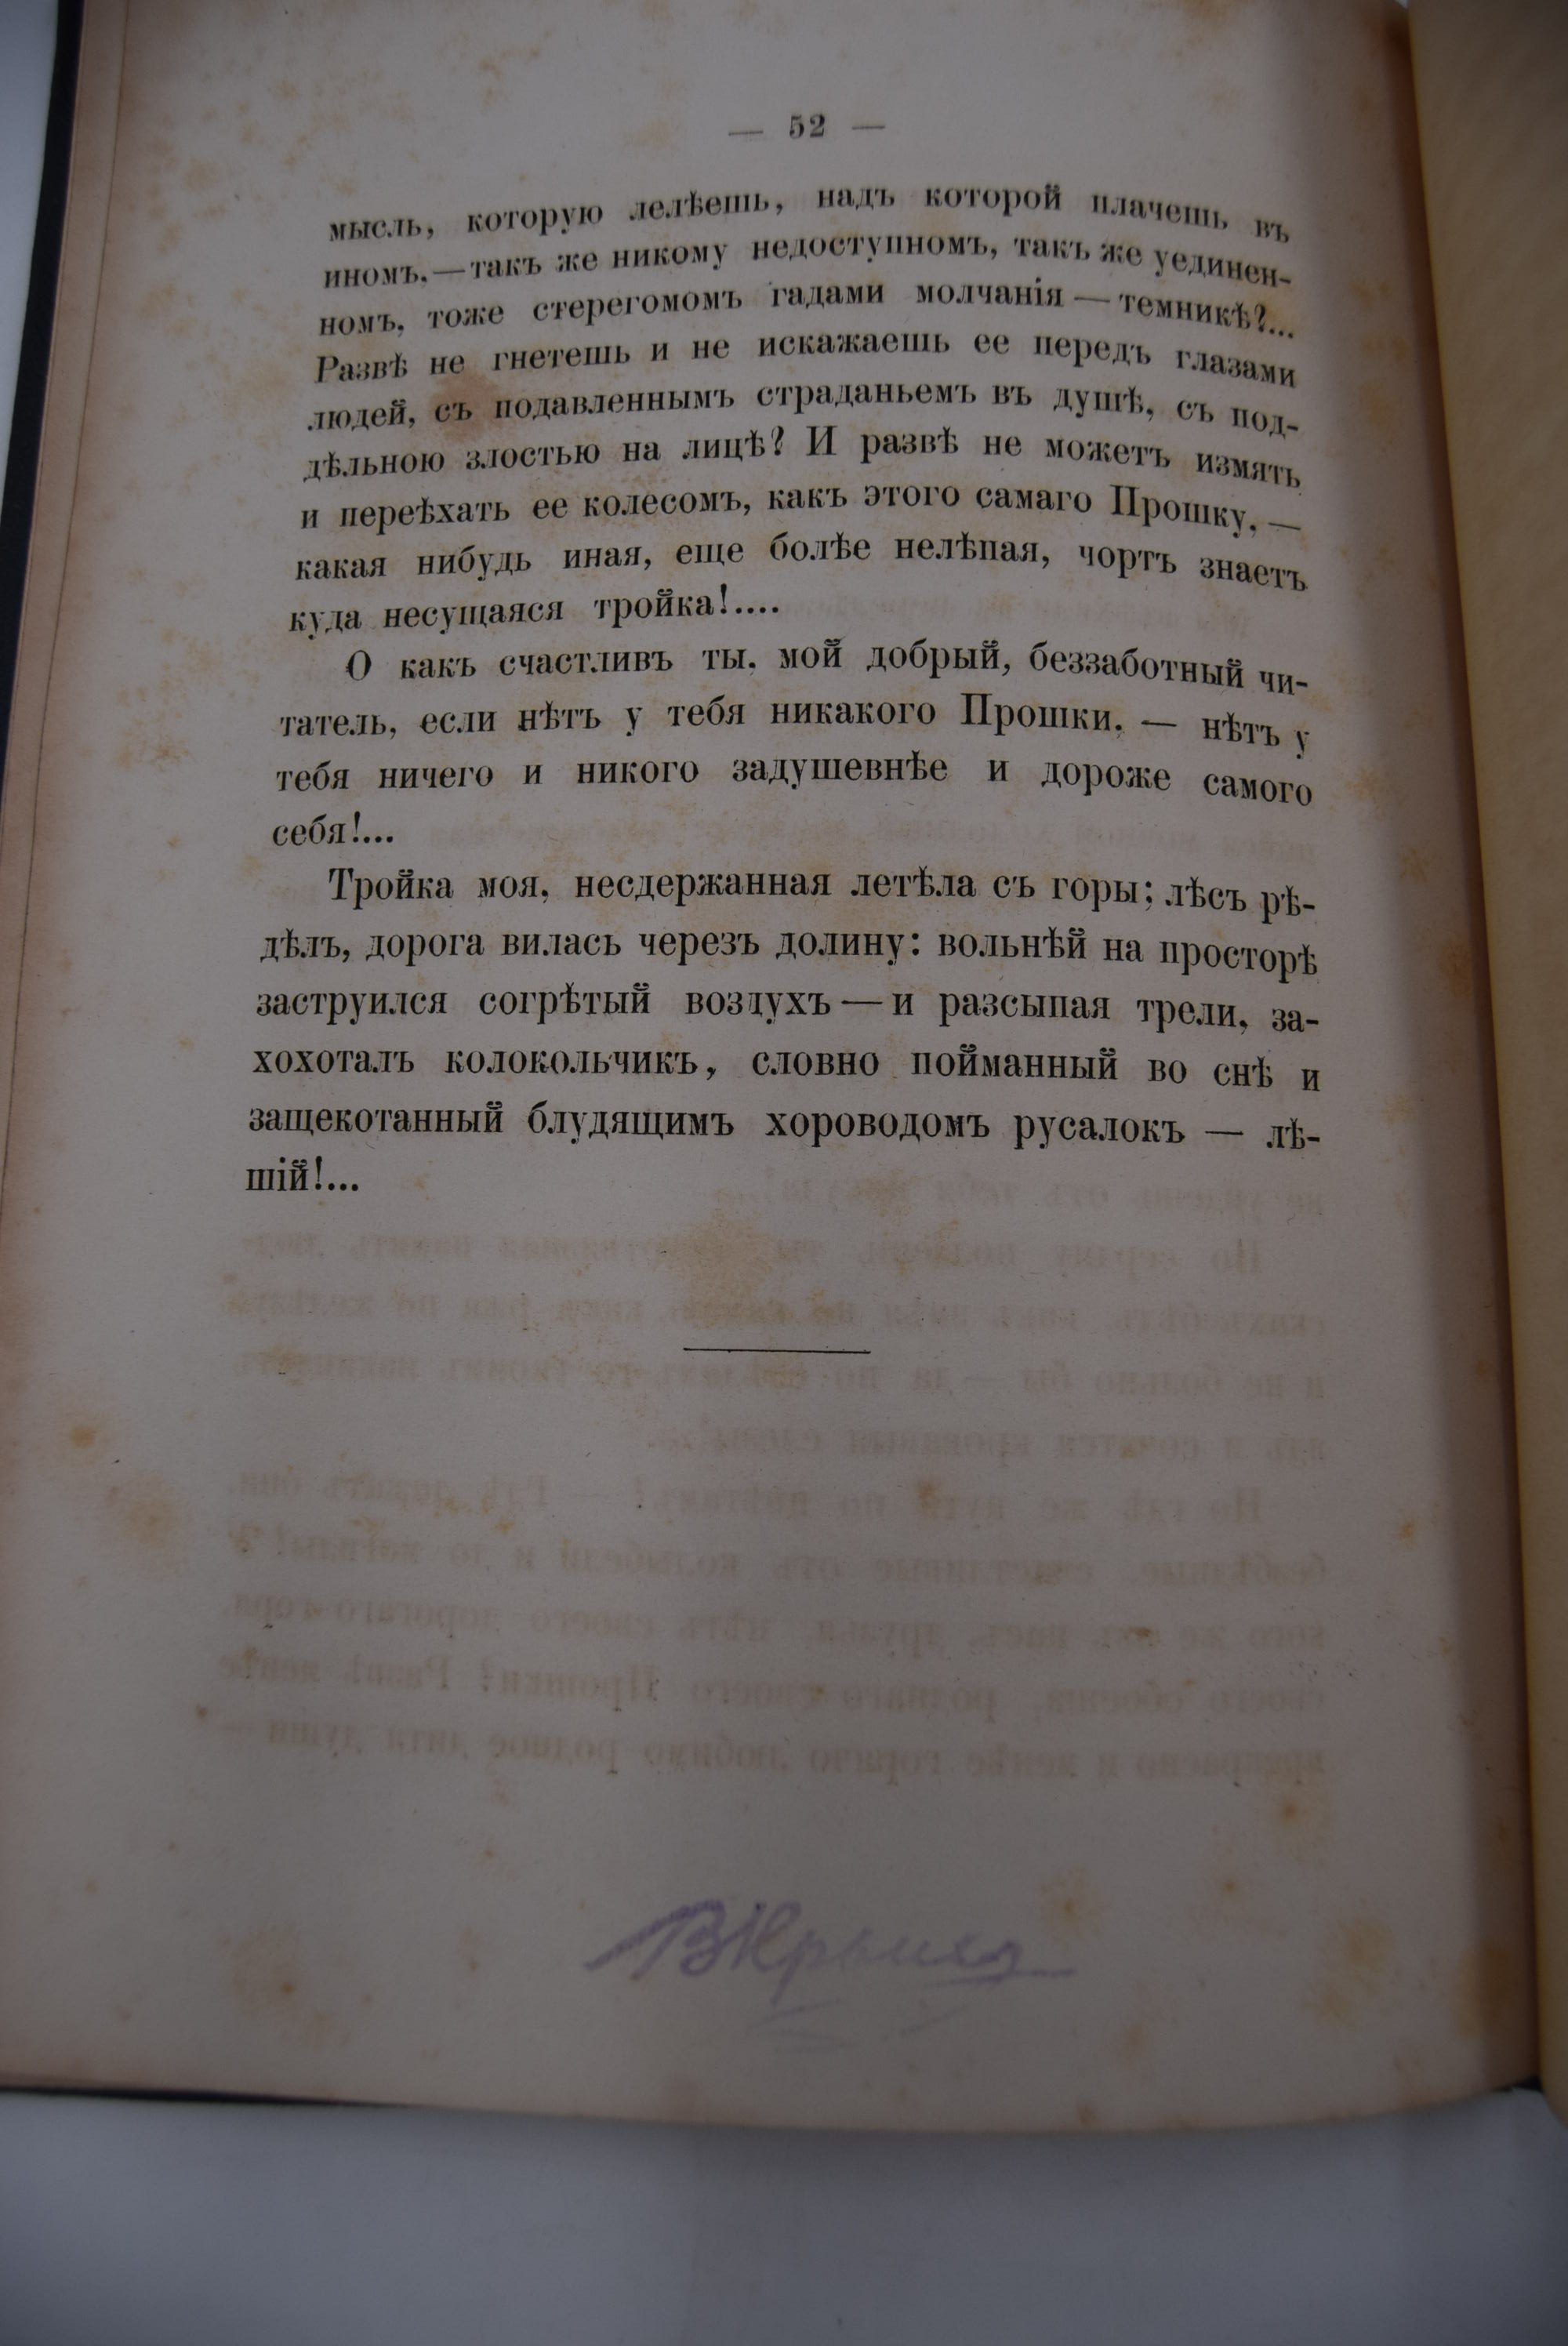 — 52 —
мысль, которую лелѣешь, надъ которой плачешь въ
иномъ,—такъ же никому недоступномъ, такъ же уединен-
номъ, тоже стерегомомъ гадами молчанія — темникѣ?...
Развѣ не гнетешь и не искажаешь ее передъ глазами
людей, съ подавленнымъ страданьемъ въ душѣ, съ под-
дѣльною злостью на лицѣ? И развѣ не можетъ измять
и переѣхать ее колесомъ, какъ этого самаго Прошку, —
какая нибудь иная, еще болѣе нелѣпая, чортъ знаетъ
куда несущаяся тройка!....
О какъ счастливъ ты, мой добрый, беззаботный чи-
татель, если нѣтъ у тебя никакого Прошки, — нѣтъ у
тебя ничего и никого задушевнѣе и дороже самого
себя!...
Тройка моя, несдержанная летѣла съ горы; лѣсъ рѣ-
дѣлъ, дорога вилась черезъ долину: вольнѣй на просторѣ
заструился согрѣтый воздухъ — и разсыпая трели, за-
хохоталъ колокольчикъ, словно пойманный во снѣ и
защекотанный блудящимъ хороводомъ русалокъ — лѣ-
шій!...